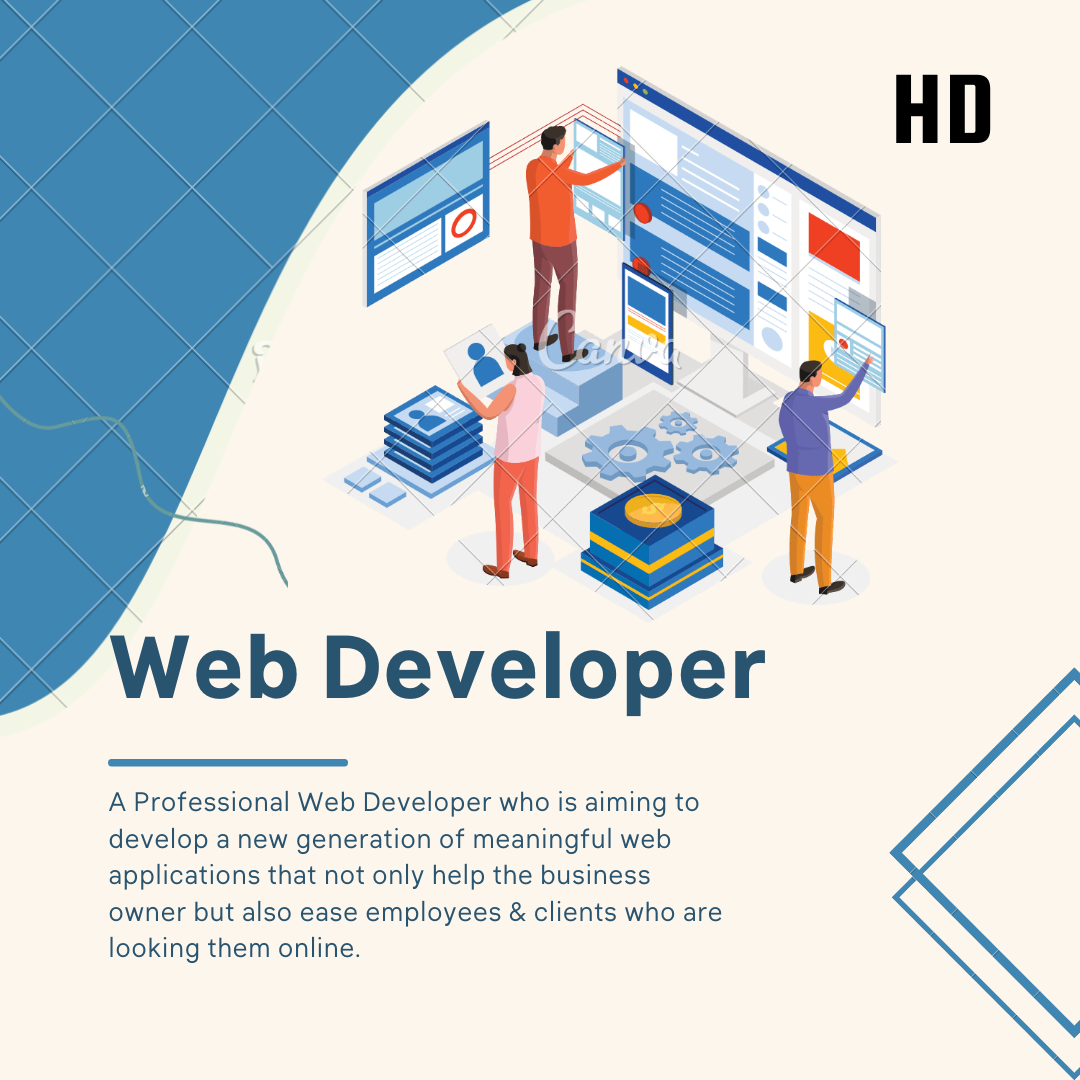 HD
Canva
Web Developer
A Professional Web Developer who is aiming to
develop a new generation of meaningful web
applications that not only help the business
owner but also ease employees & clients who are
looking them online.